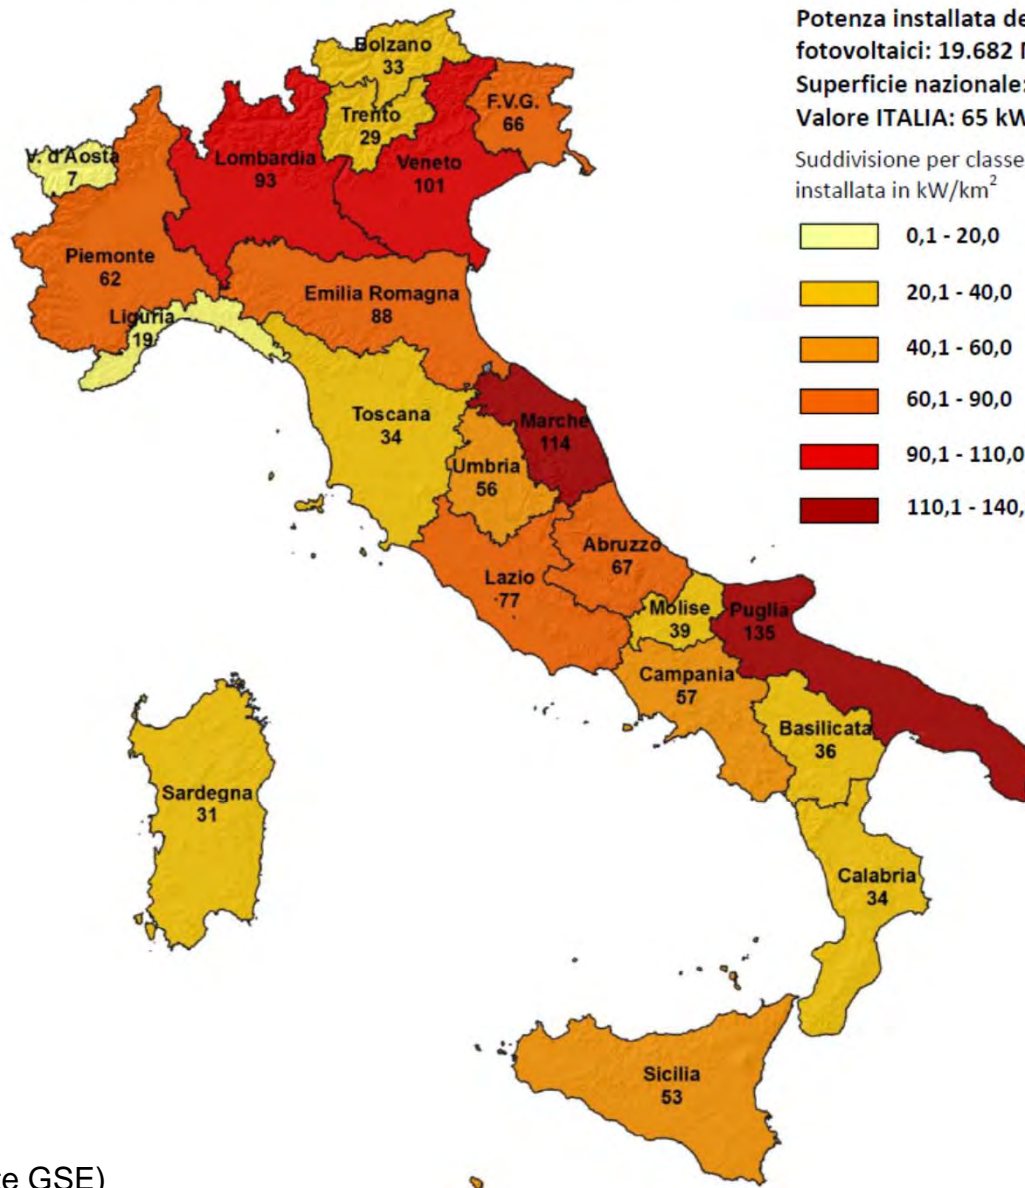 Potenza installata de
fotovoltaici: 19.682 M
Superficie nazionale:
Valore ITALIA: 65 kW
Suddivisione per classe
installata in kW/km²
0,1 - 20,0
20,1 - 40,0
40,1 - 60,0
60,1 - 90,0
90,1 - 110,0
110,1 - 140,
Bolzano
33
Trento
29
F.V.G.
66
V. d'Aosta
7
Lombardia
93
Veneto
101
Piemonte
62
Emilia Romagna
88
Liguria
19
Toscana
34
Marche
114
Umbria
56
Abruzzo
67
Lazio
77
Molise
39
Puglia
135
Campania
57
Basilicata
36
Sardegna
31
Calabria
34
Sicilia
53
te GSE)